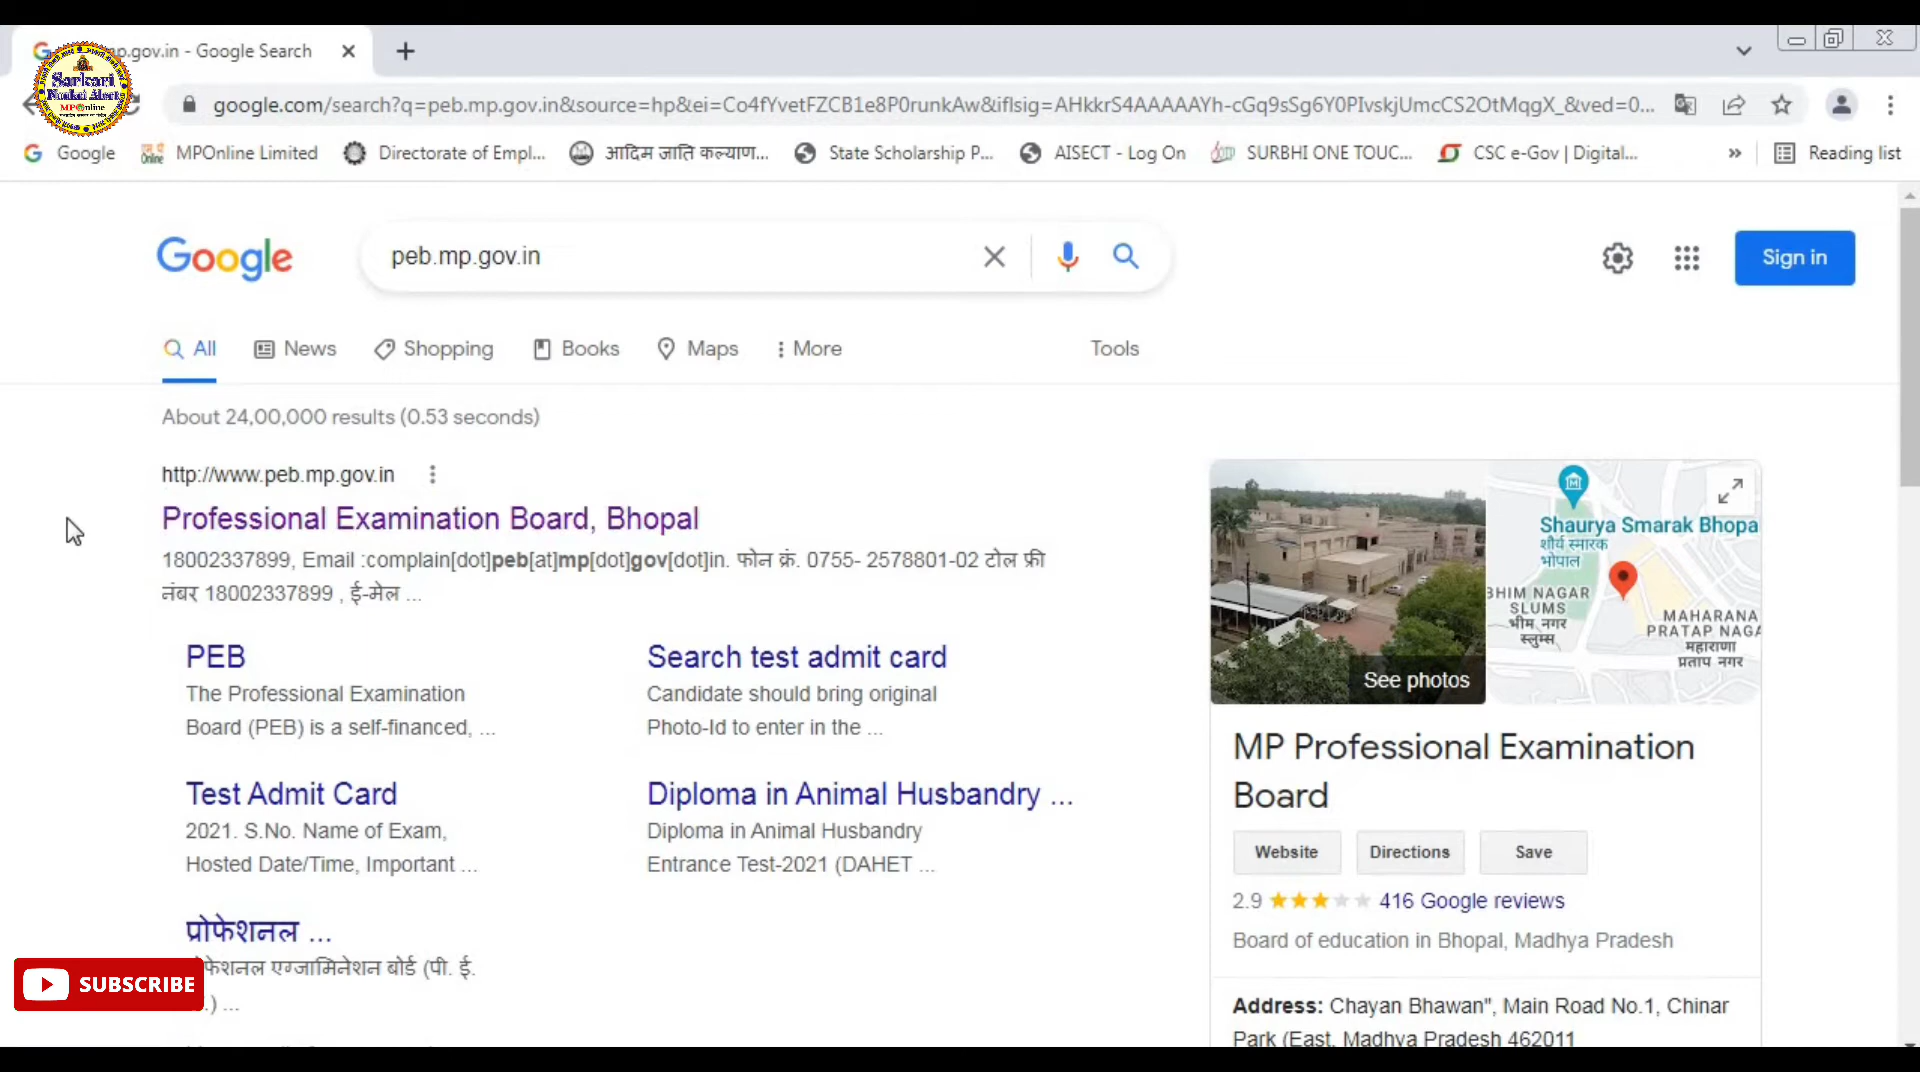 mp.gov.in - Google Search
Sarkari
Naukri Alert
MPOnline
google.com/search?q=peb.mp.gov.in&source=hp&ei=Co4fYvetFZCB1e8P0runkAw&iflsig=AHkkrS4AAAAAYh-cGq9sSg6Y0PIvskjUmcCS2OtMqgX_&ved=0...
Google MPOnline Limited Directorate of Empl... आदिम जाति कल्याण... State Scholarship P... AISECT - Log On SURBHI ONE TOUC... CSC e-Gov | Digital... » Reading list
Google
peb.mp.gov.in
Sign in
All News Shopping Books Maps More Tools
About 24,00,000 results (0.53 seconds)
http://www.peb.mp.gov.in
Professional Examination Board, Bhopal
18002337899, Email :complain[dot]peb[at]mp[dot]gov[dot]in. फोन क्रं. 0755- 2578801-02 टोल फ्री
नंबर 18002337899 , ई-मेल ...
PEB
The Professional Examination
Board (PEB) is a self-financed, ...
Search test admit card
Candidate should bring original
Photo-Id to enter in the ...
Test Admit Card
2021. S.No. Name of Exam,
Hosted Date/Time, Important ...
Diploma in Animal Husbandry ...
Diploma in Animal Husbandry
Entrance Test-2021 (DAHET ...
प्रोफेशनल ...
फेशनल एग्जामिनेशन बोर्ड (पी. ई.
.) ...
SUBSCRIBE
See photos
Shaurya Smarak Bhopa
शौर्य स्मारक
भोपाल
BHIM NAGAR
SLUMS
भीम नगर
स्लुम्स
MAHARANA
PRATAP NAGA
महाराणा
प्रताप नगर
MP Professional Examination
Board
Website Directions Save
2.9 416 Google reviews
Board of education in Bhopal, Madhya Pradesh
Address: Chayan Bhawan", Main Road No.1, Chinar
Park (East, Madhya Pradesh 462011